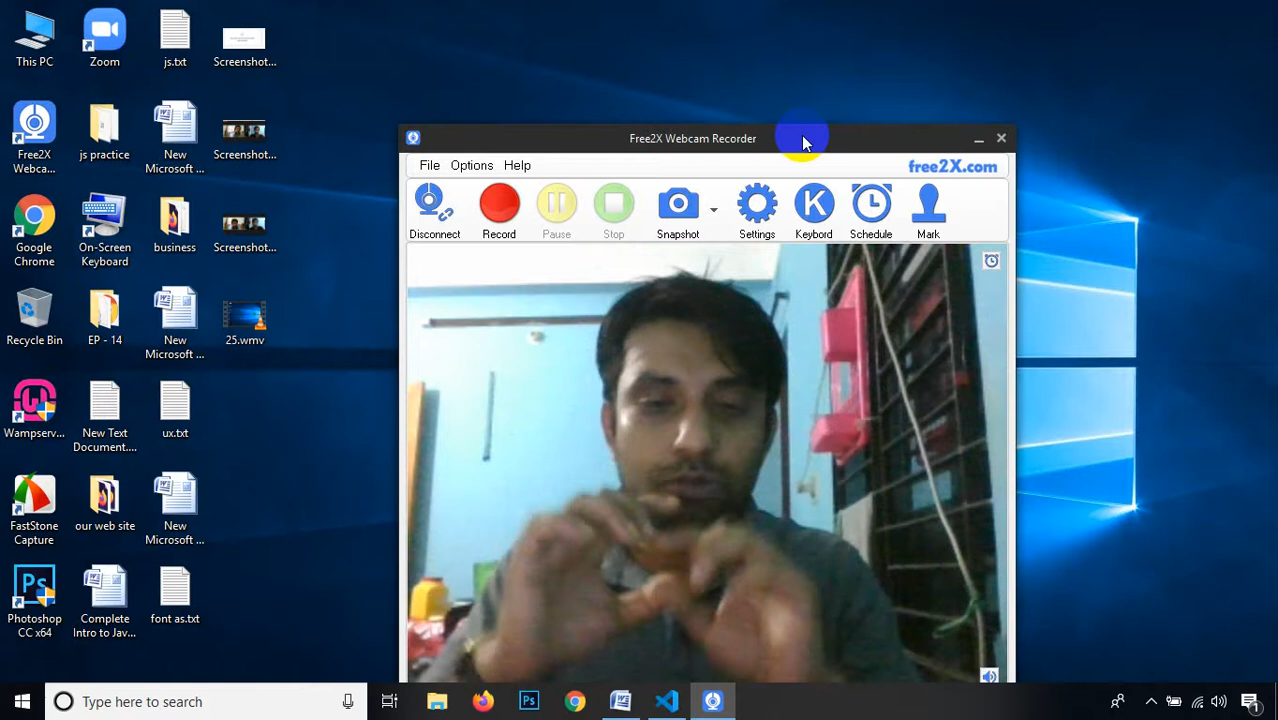 This PC
Zoom
js.txt
Screenshot...
Free2X
Webca...
js practice
New
Microsoft ...
Screenshot...
Google
Chrome
On-Screen
Keyboard
business
Screenshot...
Recycle Bin
EP - 14
New
Microsoft ...
25.wmv
Wampserv...
New Text
Document....
ux.txt
FastStone
Capture
our web site
New
Microsoft ...
Photoshop
CC x64
Complete
Intro to Jav...
font as.txt
Free2X Webcam Recorder
File Options Help
free2X.com
Disconnect Record Pause Stop Snapshot Settings Keybord Schedule Mark
K
Ps
Type here to search
Ps
1